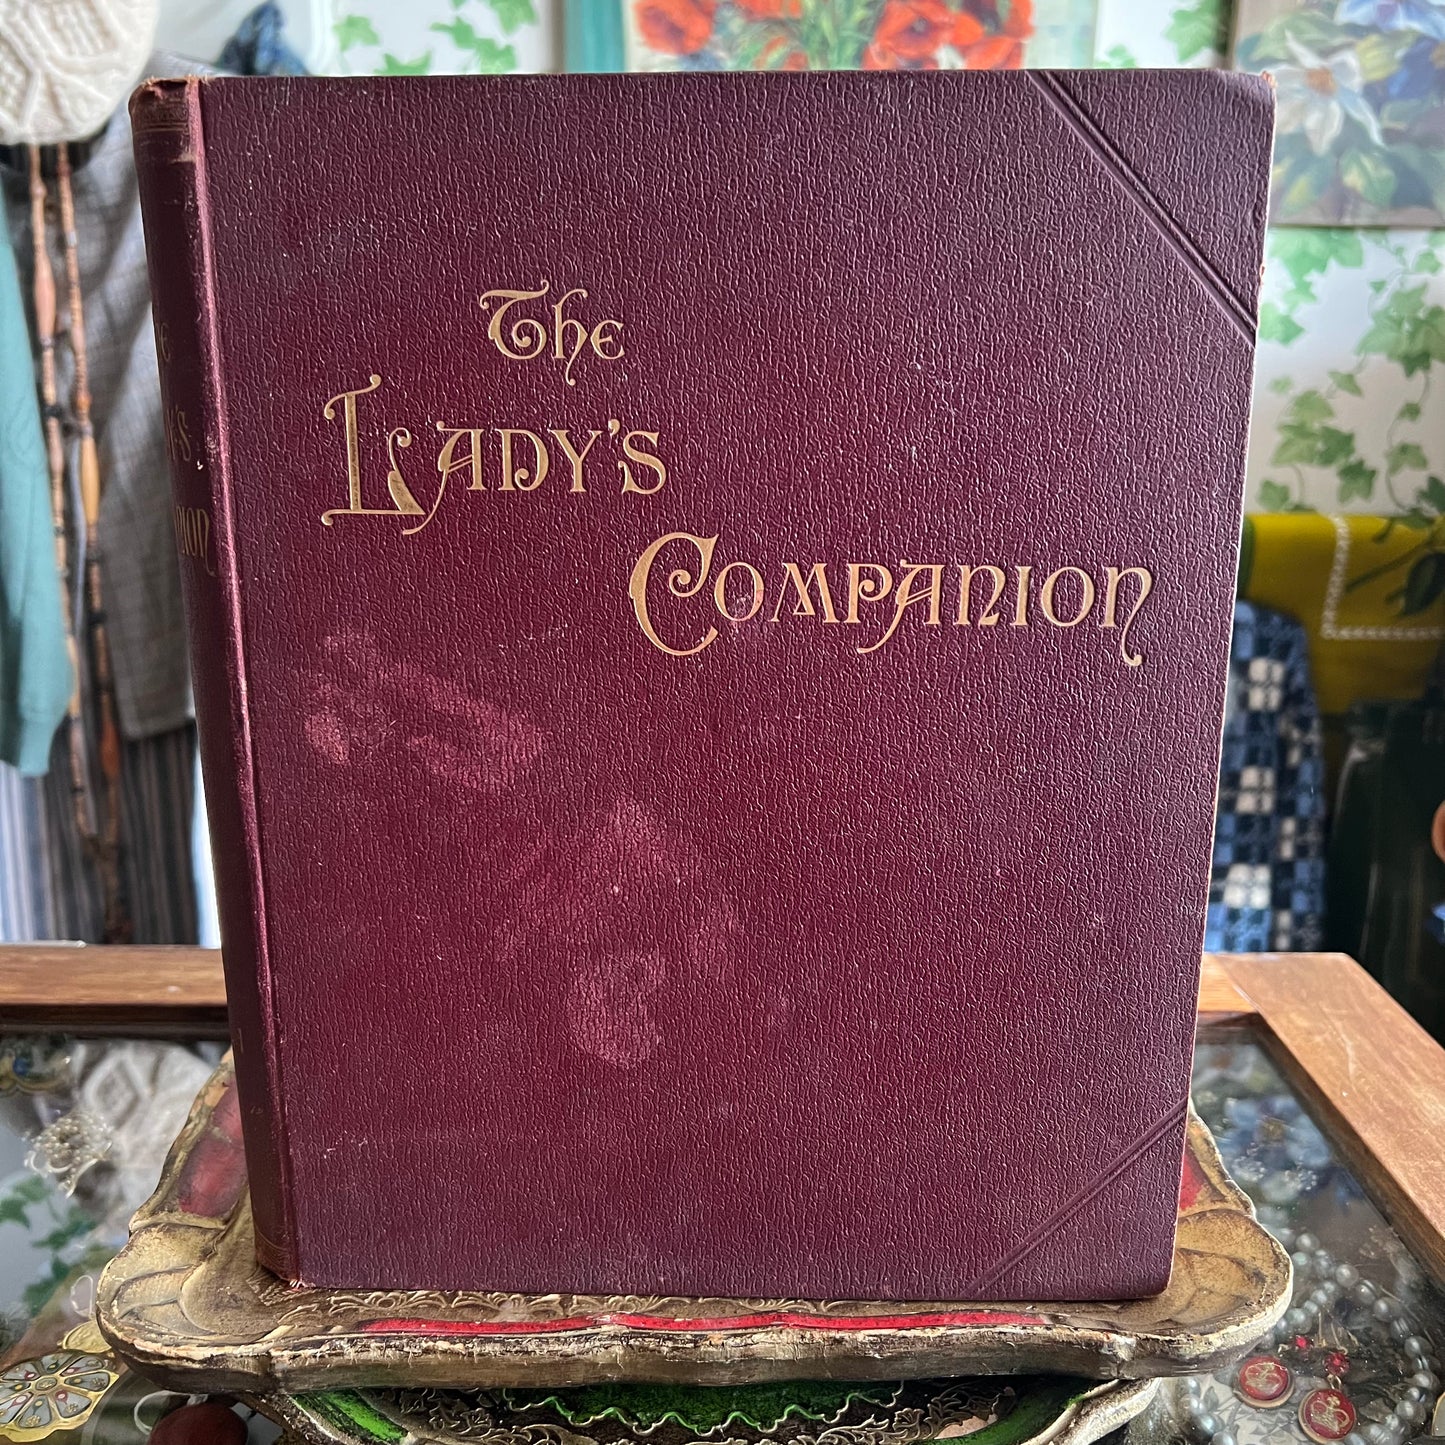 The
Lady's
Companion